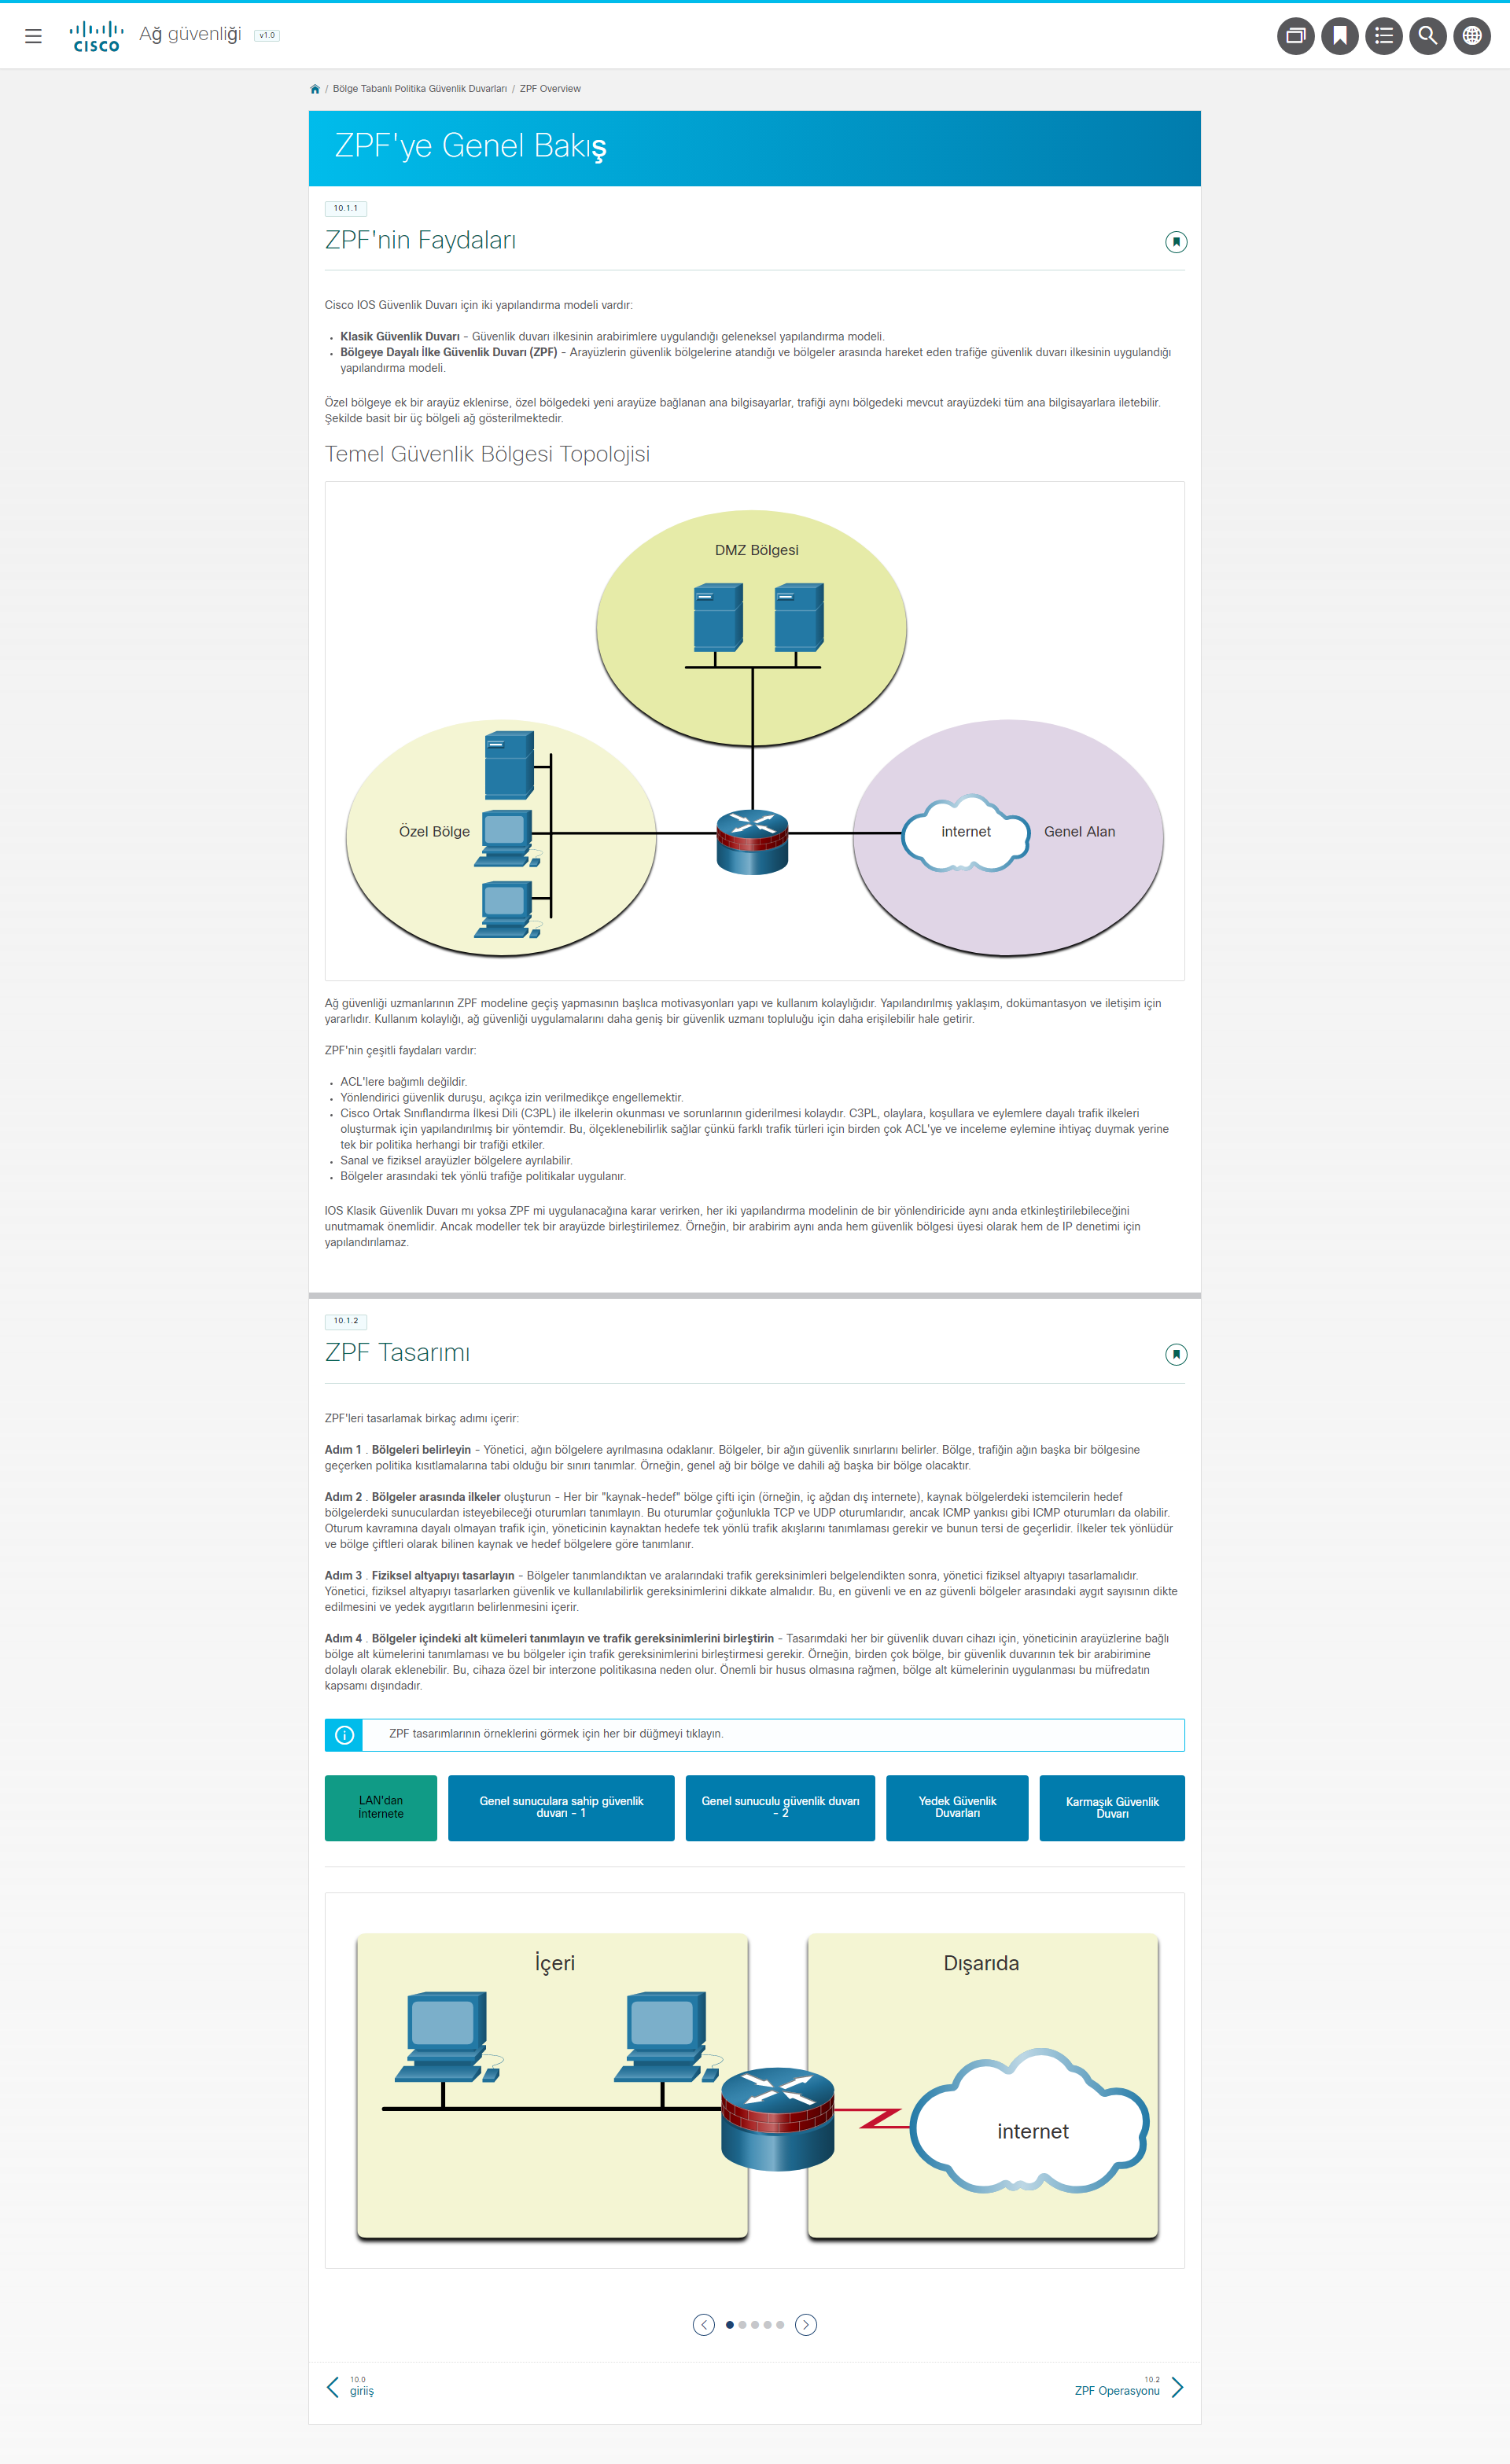 CISCO
Ağ güvenliği
v1.0
/ Bölge Tabanlı Politika Güvenlik Duvarları / ZPF Overview
ZPF'ye Genel Bakış
10.1.1
ZPF'nin Faydaları
Cisco IOS Güvenlik Duvarı için iki yapılandırma modeli vardır:
• Klasik Güvenlik Duvarı - Güvenlik duvarı ilkesinin arabirimlere uygulandığı geleneksel yapılandırma modeli.
• Bölgeye Dayalı İlke Güvenlik Duvarı (ZPF) - Arayüzlerin güvenlik bölgelerine atandığı ve bölgeler arasında hareket eden trafiğe güvenlik duvarı ilkesinin uygulandığı
yapılandırma modeli.
Özel bölgeye ek bir arayüz eklenirse, özel bölgedeki yeni arayüze bağlanan ana bilgisayarlar, trafiği aynı bölgedeki mevcut arayüzdeki tüm ana bilgisayarlara iletebilir.
Şekilde basit bir üç bölgeli ağ gösterilmektedir.
Temel Güvenlik Bölgesi Topolojisi
DMZ Bölgesi
Özel Bölge
internet
Genel Alan
Ağ güvenliği uzmanlarının ZPF modeline geçiş yapmasının başlıca motivasyonları yapı ve kullanım kolaylığıdır. Yapılandırılmış yaklaşım, dokümantasyon ve iletişim için
yararlıdır. Kullanım kolaylığı, ağ güvenliği uygulamalarını daha geniş bir güvenlik uzmanı topluluğu için daha erişilebilir hale getirir.
ZPF'nin çeşitli faydaları vardır:
• ACL'lere bağımlı değildir.
• Yönlendirici güvenlik duruşu, açıkça izin verilmedikçe engellemektir.
• Cisco Ortak Sınıflandırma İlkesi Dili (C3PL) ile ilkelerin okunması ve sorunlarının giderilmesi kolaydır. C3PL, olaylara, koşullara ve eylemlere dayalı trafik ilkeleri
oluşturmak için yapılandırılmış bir yöntemdir. Bu, ölçeklenebilirlik sağlar çünkü farklı trafik türleri için birden çok ACL'ye ve inceleme eylemine ihtiyaç duymak yerine
tek bir politika herhangi bir trafiği etkiler.
• Sanal ve fiziksel arayüzler bölgelere ayrılabilir.
• Bölgeler arasındaki tek yönlü trafiğe politikalar uygulanır.
IOS Klasik Güvenlik Duvarı mı yoksa ZPF mi uygulanacağına karar verirken, her iki yapılandırma modelinin de bir yönlendiricide aynı anda etkinleştirilebileceğini
unutmamak önemlidir. Ancak modeller tek bir arayüzde birleştirilemez. Örneğin, bir arabirim aynı anda hem güvenlik bölgesi üyesi olarak hem de IP denetimi için
yapılandırılamaz.
10.1.2
ZPF Tasarımı
ZPF'leri tasarlamak birkaç adımı içerir:
Adım 1 . Bölgeleri belirleyin - Yönetici, ağın bölgelere ayrılmasına odaklanır. Bölgeler, bir ağın güvenlik sınırlarını belirler. Bölge, trafiğin ağın başka bir bölgesine
geçerken politika kısıtlamalarına tabi olduğu bir sınırı tanımlar. Örneğin, genel ağ bir bölge ve dahili ağ başka bir bölge olacaktır.
Adım 2 . Bölgeler arasında ilkeler oluşturun - Her bir "kaynak-hedef" bölge çifti için (örneğin, iç ağdan dış internete), kaynak bölgelerdeki istemcilerin hedef
bölgelerdeki sunuculardan isteyebileceği oturumları tanımlayın. Bu oturumlar çoğunlukla TCP ve UDP oturumlarıdır, ancak ICMP yankısı gibi ICMP oturumları da olabilir.
Oturum kavramına dayalı olmayan trafik için, yöneticinin kaynaktan hedefe tek yönlü trafik akışlarını tanımlaması gerekir ve bunun tersi de geçerlidir. İlkeler tek yönlüdür
ve bölge çiftleri olarak bilinen kaynak ve hedef bölgelere göre tanımlanır.
Adım 3 . Fiziksel altyapıyı tasarlayın - Bölgeler tanımlandıktan ve aralarındaki trafik gereksinimleri belgelendikten sonra, yönetici fiziksel altyapıyı tasarlamalıdır.
Yönetici, fiziksel altyapıyı tasarlarken güvenlik ve kullanılabilirlik gereksinimlerini dikkate almalıdır. Bu, en güvenli ve en az güvenli bölgeler arasındaki aygıt sayısının dikte
edilmesini ve yedek aygıtların belirlenmesini içerir.
Adım 4 . Bölgeler içindeki alt kümeleri tanımlayın ve trafik gereksinimlerini birleştirin - Tasarımdaki her bir güvenlik duvarı cihazı için, yöneticinin arayüzlerine bağlı
bölge alt kümelerini tanımlaması ve bu bölgeler için trafik gereksinimlerini birleştirmesi gerekir. Örneğin, birden çok bölge, bir güvenlik duvarının tek bir arabirimine
dolaylı olarak eklenebilir. Bu, cihaza özel bir interzone politikasına neden olur. Önemli bir husus olmasına rağmen, bölge alt kümelerinin uygulanması bu müfredatın
kapsamı dışındadır.
ZPF tasarımlarının örneklerini görmek için her bir düğmeyi tıklayın.
LAN'dan
İnternete
Genel sunuculara sahip güvenlik
duvarı - 1
Genel sunuculu güvenlik duvarı
- 2
Yedek Güvenlik
Duvarları
Karmaşık Güvenlik
Duvarı
İçeri
Dışarıda
internet
10.0
giriiş
10.2
ZPF Operasyonu